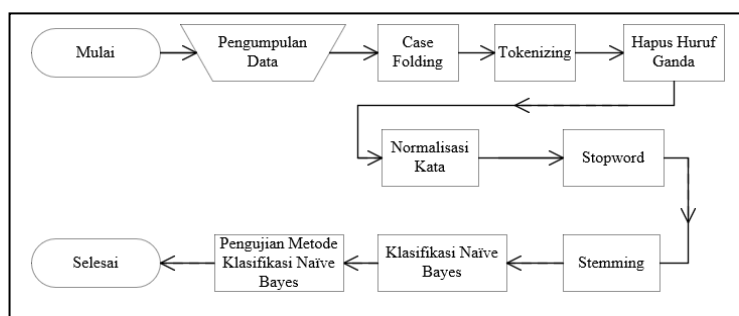 Mulai
Pengumpulan
Data
Case
Folding
Tokenizing
Hapus Huruf
Ganda
Normalisasi
Kata
Stopword
Stemming
Klasifikasi Naïve
Bayes
Pengujian Metode
Klasifikasi Naïve
Bayes
Selesai